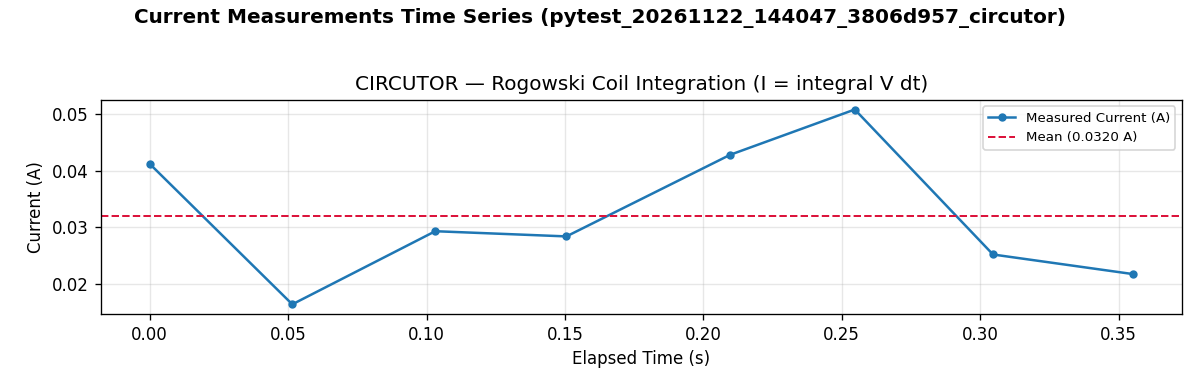 Current Measurements Time Series (pytest_20261122_144047_3806d957_circutor)
CIRCUTOR — Rogowski Coil Integration (I = integral V dt)
Measured Current (A)
Mean (0.0320 A)
Current (A)
0.05
0.04
0.03
0.02
0.00 0.05 0.10 0.15 0.20 0.25 0.30 0.35
Elapsed Time (s)